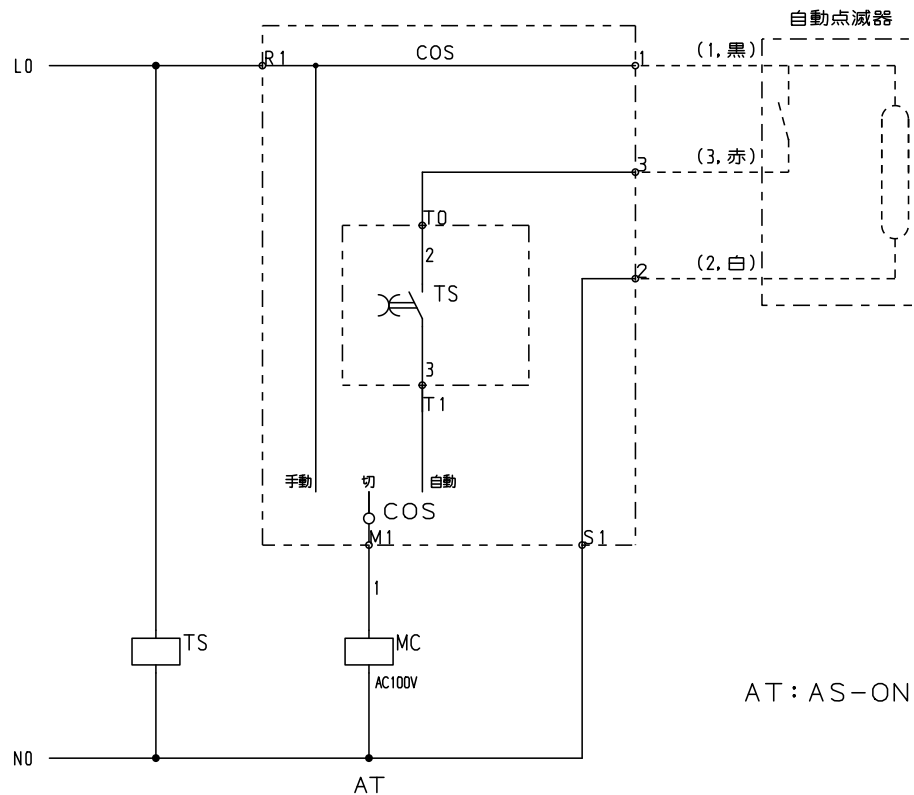 自動点滅器
COS
(1,黒)
L0
R1
1
(3,赤)
3
T0
2
(2,白)
2
TS
3
T1
手動
切
自動
COS
M1
S1
1
TS
MC
AC100V
AT:AS-ON
N0
AT